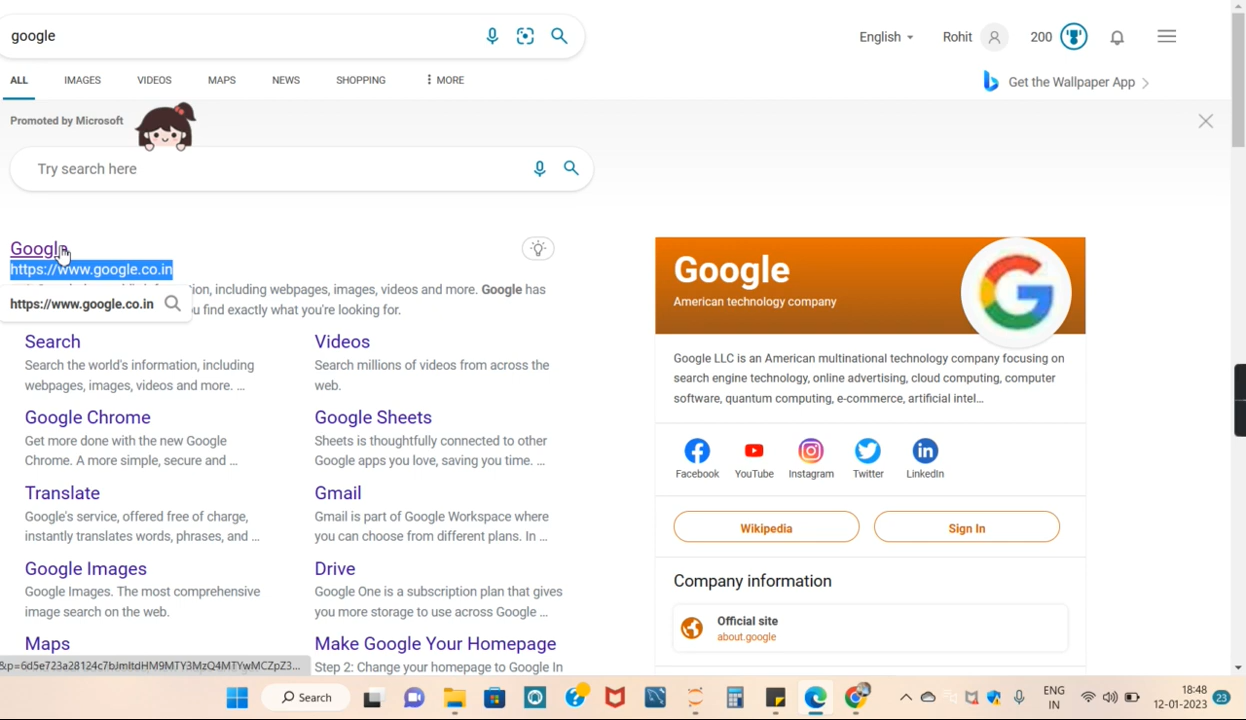 google
English
Rohit
200
ALL
IMAGES
VIDEOS
MAPS
NEWS
SHOPPING
MORE
Get the Wallpaper App
Promoted by Microsoft
Try search here
Google
https://www.google.co.in
tion, including webpages, images, videos and more. Google has
https://www.google.co.in
u find exactly what you're looking for.
Search
Search the world's information, including
webpages, images, videos and more. ...
Videos
Search millions of videos from across the
web.
Google Chrome
Get more done with the new Google
Chrome. A more simple, secure and ...
Google Sheets
Sheets is thoughtfully connected to other
Google apps you love, saving you time. ...
Translate
Google's service, offered free of charge,
instantly translates words, phrases, and ...
Gmail
Gmail is part of Google Workspace where
you can choose from different plans. In ...
Google Images
Google Images. The most comprehensive
image search on the web.
Drive
Google One is a subscription plan that gives
you more storage to use across Google ...
Maps
Make Google Your Homepage
Step 2: Change your homepage to Google In
Google
American technology company
Google LLC is an American multinational technology company focusing on
search engine technology, online advertising, cloud computing, computer
software, quantum computing, e-commerce, artificial intel...
Facebook
YouTube
Instagram
Twitter
LinkedIn
Wikipedia
Sign In
Company information
Official site
about.google
&p=6d5e723a28124c7bJmltdHM9MTY3MzQ4MTYwMCZpZ3...
Search
ENG
IN
18:48
12-01-2023
23